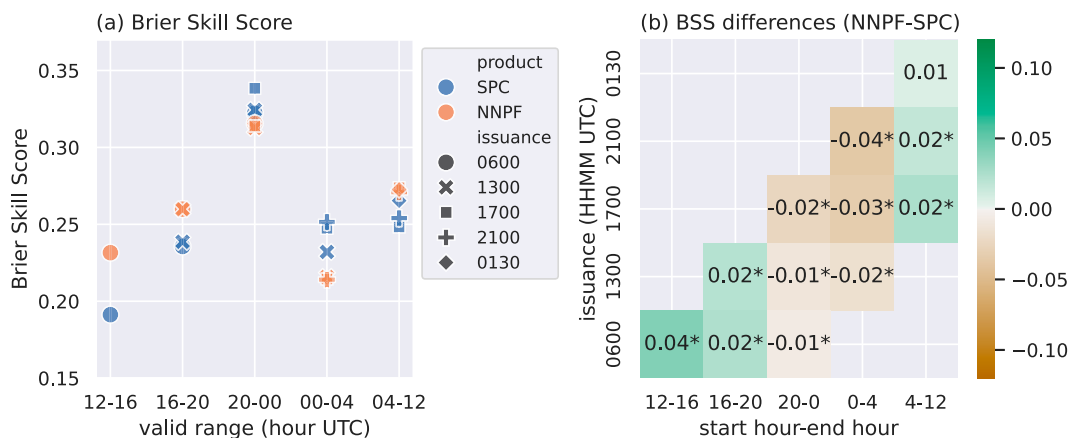 (a) Brier Skill Score
Brier Skill Score
0.35
0.30
0.25
0.20
0.15
12-16 16-20 20-00 00-04 04-12
valid range (hour UTC)
product
SPC
NNPF
issuance
0600
1300
1700
2100
0130
(b) BSS differences (NNPF-SPC)
issuance (HHMM UTC)
0130
2100
1700
1300
0600
0.01
-0.04* 0.02*
-0.02* -0.03* 0.02*
0.02* -0.01* -0.02*
0.04* 0.02* -0.01*
12-16 16-20 20-0 0-4 4-12
start hour-end hour
0.10
0.05
0.00
−0.05
−0.10